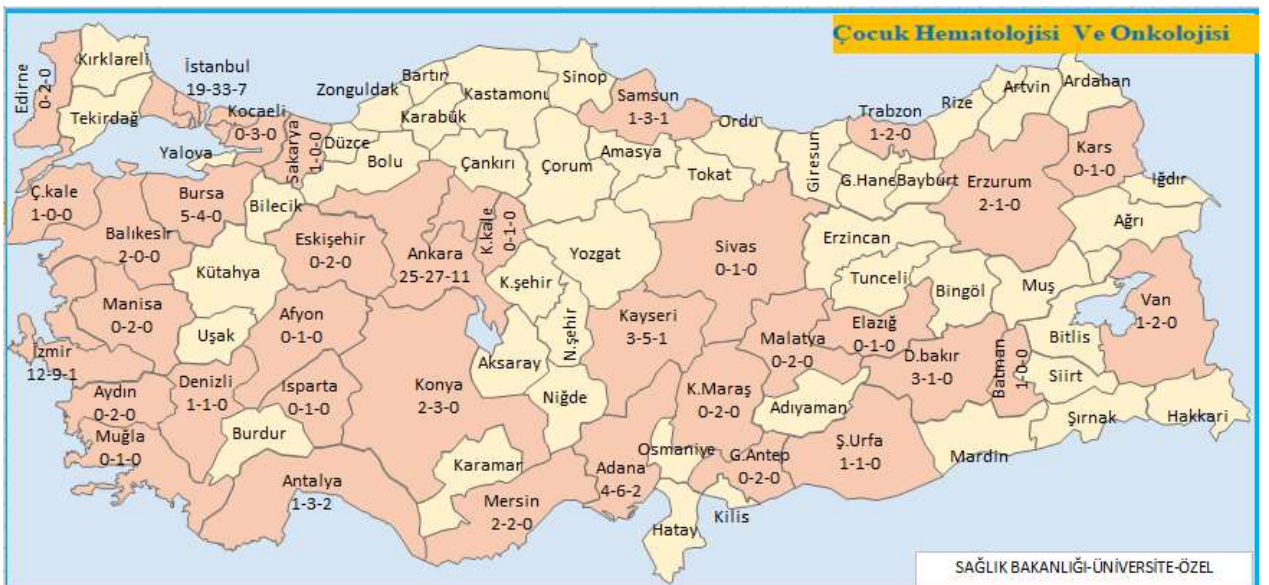 Çocuk Hematolojisi Ve Onkolojisi
Edirne
0-2-0
Kırklareli
Tekirdağ
İstanbul
19-33-7
Kocaeli
0-3-0
Yalova
Sakarya
1-0-0
Düzce
Zonguldak
Bartın
Karabük
Kastamonu
Sinop
Samsun
1-3-1
Bolu
Çankırı
Çorum
Amasya
Ordu
Tokat
Giresun
Trabzon
1-2-0
Rize
Artvin
Ardahan
G.Hane
Bayburt
Erzurum
2-1-0
Kars
0-1-0
Iğdır
Ağrı
Ç.kale
1-0-0
Bursa
5-4-0
Bilecik
Balıkesir
2-0-0
Eskişehir
0-2-0
Ankara
25-27-11
K.kale
0-1-0
Yozgat
Sivas
0-1-0
Erzincan
Tunceli
Bingöl
Muş
Van
1-2-0
Kütahya
K.şehir
Manisa
0-2-0
Uşak
Afyon
0-1-0
Aksaray
N.şehir
Kayseri
3-5-1
Malatya
0-2-0
Elazığ
0-1-0
D.bakır
3-1-0
Batman
1-0-0
Bitlis
Siirt
Şırnak
Hakkari
İzmir
12-9-1
Aydın
0-2-0
Denizli
1-1-0
Isparta
0-1-0
Konya
2-3-0
Niğde
K.Maraş
0-2-0
Adıyaman
Muğla
0-1-0
Burdur
Antalya
1-3-2
Karamar
Mersin
2-2-0
Adana
4-6-2
Osmaniye
G.Antep
0-2-0
Ş.Urfa
1-1-0
Mardin
Kilis
Hatay
SAĞLIK BAKANLIĞI-ÜNİVERSİTE-ÖZEL